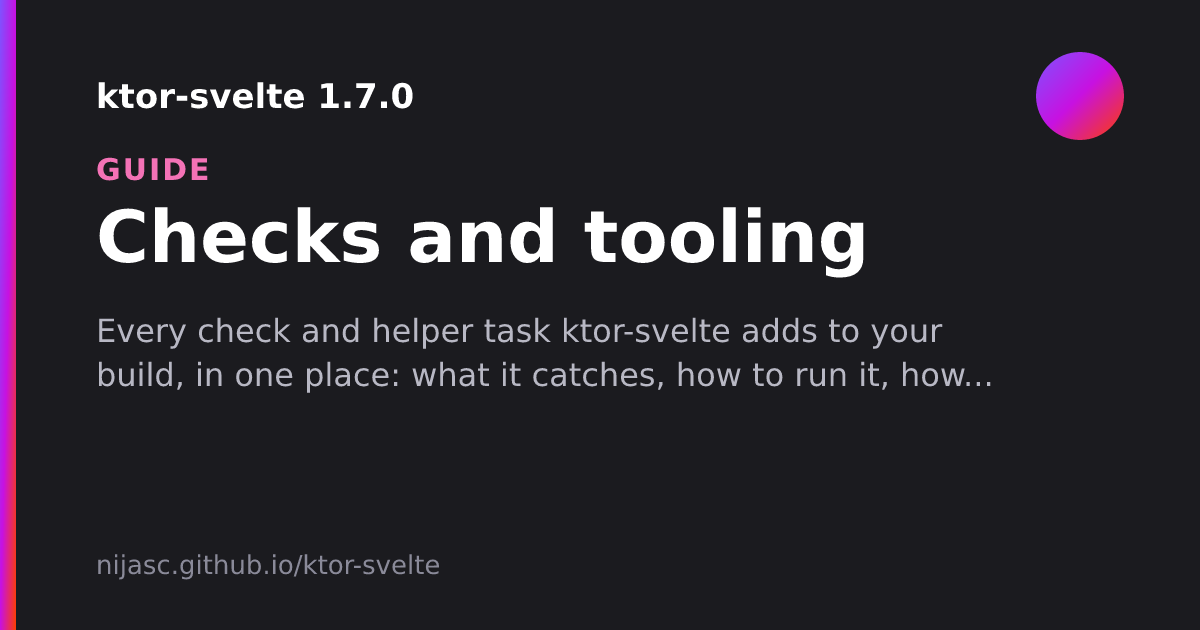 ktor-svelte 1.7.0
GUIDE
Checks and tooling
Every check and helper task ktor-svelte adds to your
build, in one place: what it catches, how to run it, how...
nijasc.github.io/ktor-svelte